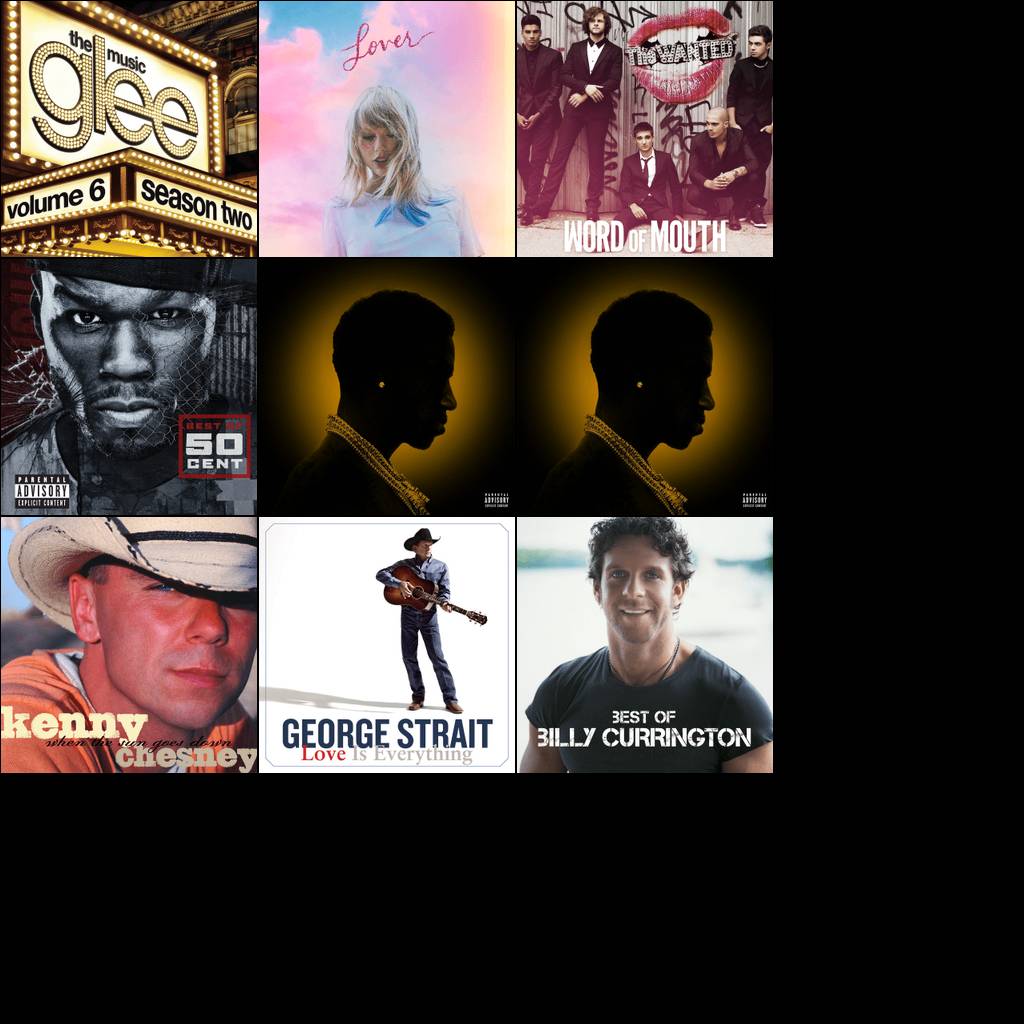 the music
glee
volume 6
season two
Lover
THE WANTED
WORD OF MOUTH
BEST OF
50
CENT
PARENTAL
ADVISORY
EXPLICIT CONTENT
PARENTAL
ADVISORY
EXPLICIT CONTENT
PARENTAL
ADVISORY
EXPLICIT CONTENT
kenny
when the sun goes down
chesney
GEORGE STRAIT
Love Is Everything
BEST OF
BILLY CURRINGTON